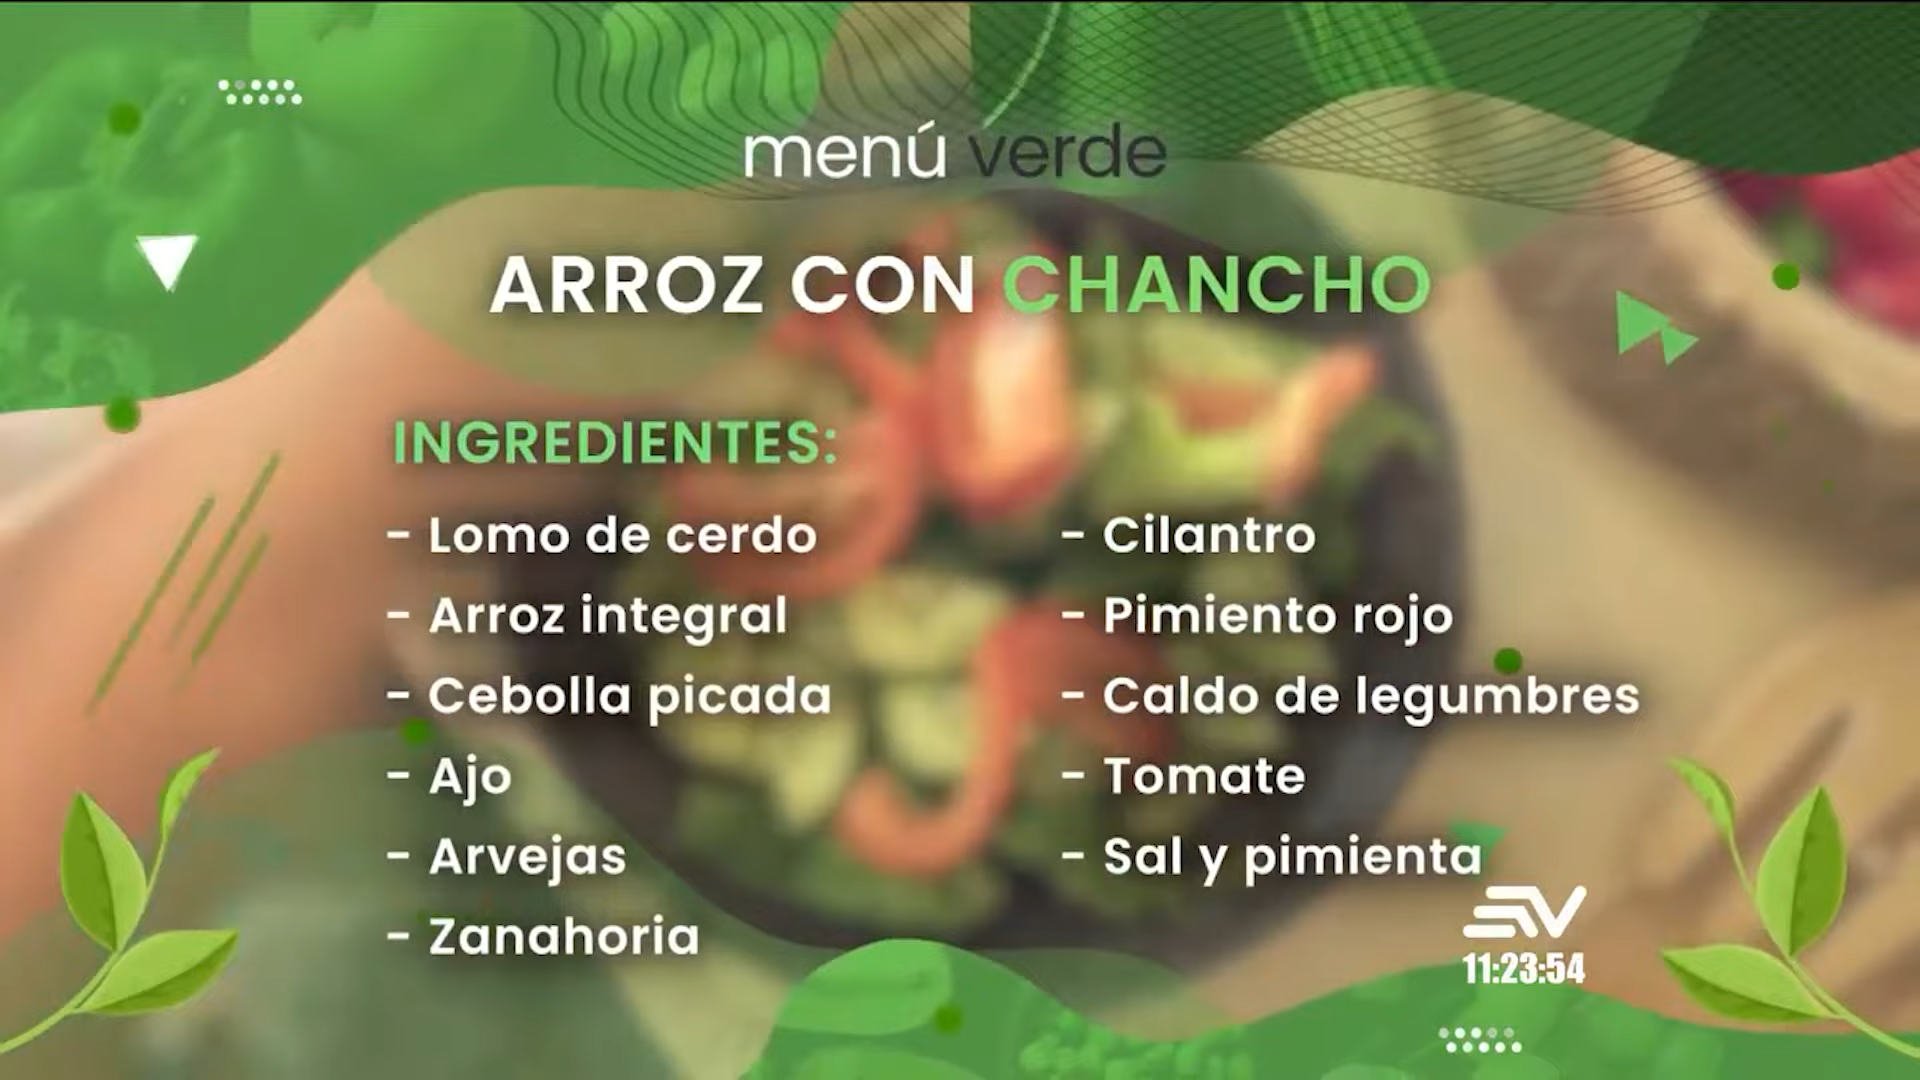 menú verde
ARROZ CON CHANCHO
INGREDIENTES:
- Lomo de cerdo
- Arroz integral
- Cebolla picada
- Ajo
- Arvejas
- Zanahoria
- Cilantro
- Pimiento rojo
- Caldo de legumbres
- Tomate
- Sal y pimienta
EV
11:23:54